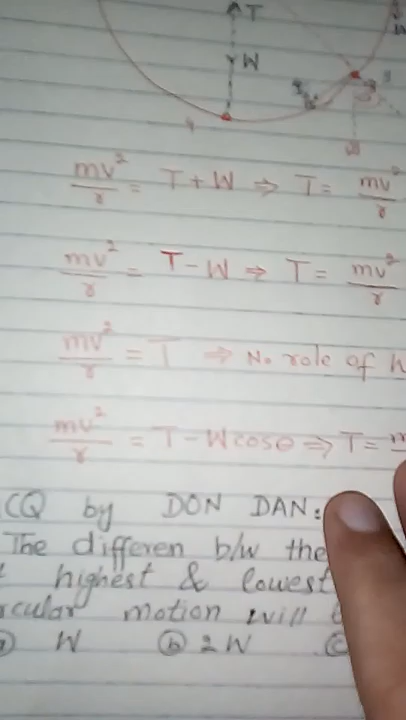 T
W
mv²/r = T + W ⇒ T = mv²/r
mv²/r = T - W ⇒ T = mv²/r
mv²/r = T ⇒ No role of
mv²/r = T - W cosθ ⇒ T =
CQ by DON DAN:
The differen b/w the
highest & lowest
rcular motion will
W ⓑ 2W